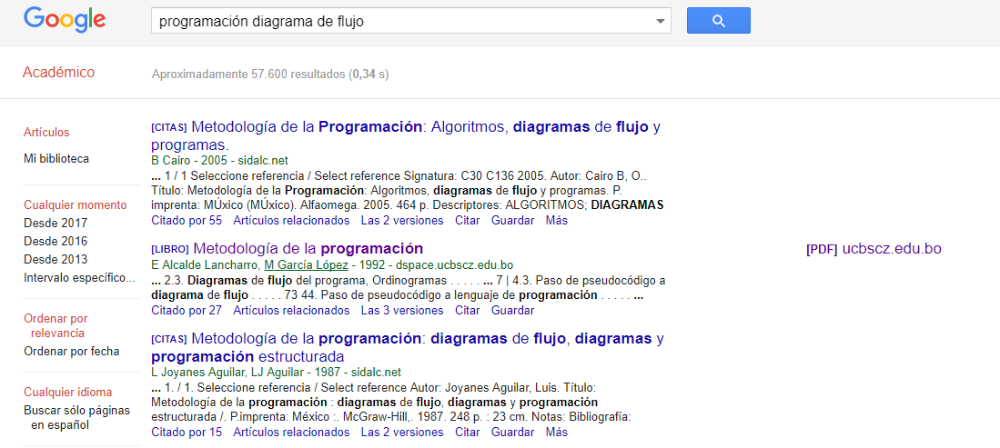 Google
programación diagrama de flujo
Académico
Aproximadamente 57.600 resultados (0,34 s)
Artículos
Mi biblioteca
Cualquier momento
Desde 2017
Desde 2016
Desde 2013
Intervalo específico...
Ordenar por
relevancia
Ordenar por fecha
Cualquier idioma
Buscar sólo páginas
en español
[CITAS] Metodología de la Programación: Algoritmos, diagramas de flujo y
programas.
B Cairo - 2005 - sidalc.net
... 1 / 1 Seleccione referencia / Select reference Signatura: C30 C136 2005. Autor: Cairo B, O..
Título: Metodología de la Programación: Algoritmos, diagramas de flujo y programas. P.
imprenta: MÚxico (MÚxico). Alfaomega. 2005. 464 p. Descriptores: ALGORITMOS; DIAGRAMAS
Citado por 55 Artículos relacionados Las 2 versiones Citar Guardar Más
[LIBRO] Metodología de la programación
[PDF] ucbscz.edu.bo
E Alcalde Lancharro, M García López - 1992 - dspace.ucbscz.edu.bo
... 2.3. Diagramas de flujo del programa, Ordinogramas . . . . . ... 7 | 4.3. Paso de pseudocódigo a
diagrama de flujo . . . . . 73 44. Paso de pseudocódigo a lenguaje de programación . . . . . ...
Citado por 27 Artículos relacionados Las 3 versiones Citar Guardar
[CITAS] Metodología de la programación: diagramas de flujo, diagramas y
programación estructurada
L Joyanes Aguilar, LJ Aguilar - 1987 - sidalc.net
... 1. / 1. Seleccione referencia / Select reference Autor: Joyanes Aguilar, Luis. Título:
Metodología de la programación : diagramas de flujo, diagramas y programación
estructurada /. P.imprenta: México :. McGraw-Hill,. 1987. 248 p. : 23 cm. Notas: Bibliografía:
Citado por 15 Artículos relacionados Las 2 versiones Citar Guardar Más